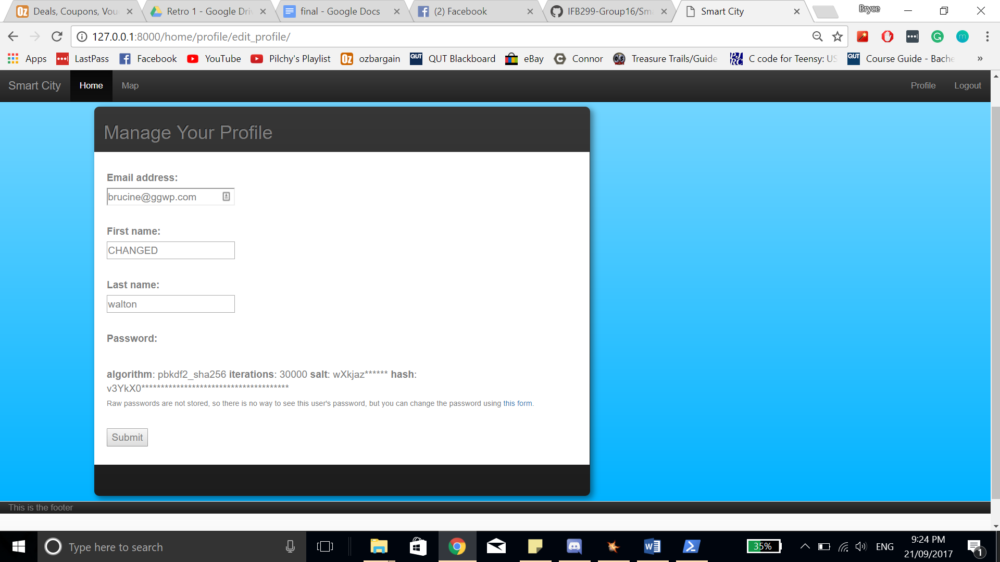 Deals, Coupons, Vou
Retro 1 - Google Dri
final - Google Docs
(2) Facebook
IFB299-Group16/Sma
Smart City
Bryce
127.0.0.1:8000/home/profile/edit_profile/
Apps
LastPass
Facebook
YouTube
Pilchy's Playlist
ozbargain
QUT Blackboard
eBay
Connor
Treasure Trails/Guide
C code for Teensy: US
Course Guide - Bache
»
Smart City
Home
Map
Profile
Logout
Manage Your Profile
Email address:
brucine@ggwp.com
First name:
CHANGED
Last name:
walton
Password:
algorithm: pbkdf2_sha256 iterations: 30000 salt: wXkjaz****** hash:
v3YkX0**************************************
Raw passwords are not stored, so there is no way to see this user's password, but you can change the password using this form.
Submit
This is the footer
Type here to search
35%
ENG
9:24 PM
21/09/2017
1